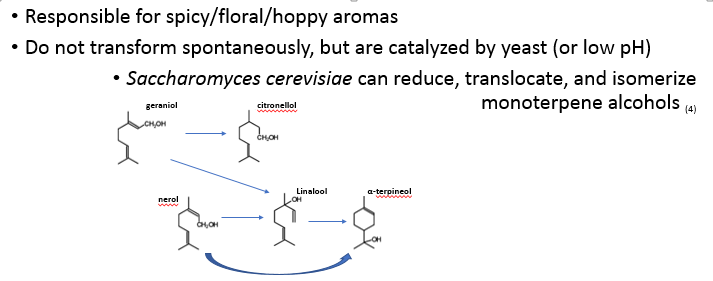 • Responsible for spicy/floral/hoppy aromas
• Do not transform spontaneously, but are catalyzed by yeast (or low pH)
• Saccharomyces cerevisiae can reduce, translocate, and isomerize
monoterpene alcohols (4)
geraniol
citronellol
CH₂OH
CH₂OH
nerol
Linalool
α-terpineol
OH
CH₂OH
OH